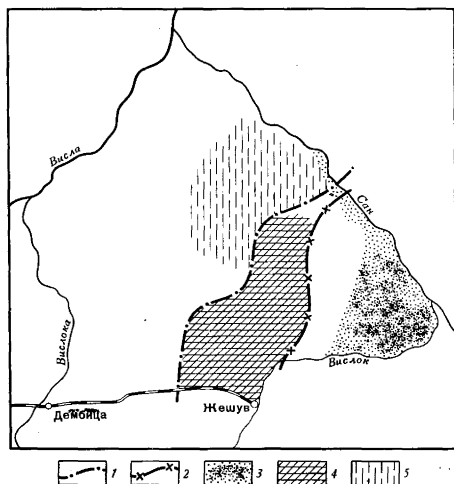 Висла
Сан
Вислока
Вислок
Жешув
Дембица
1 2 3 4 5